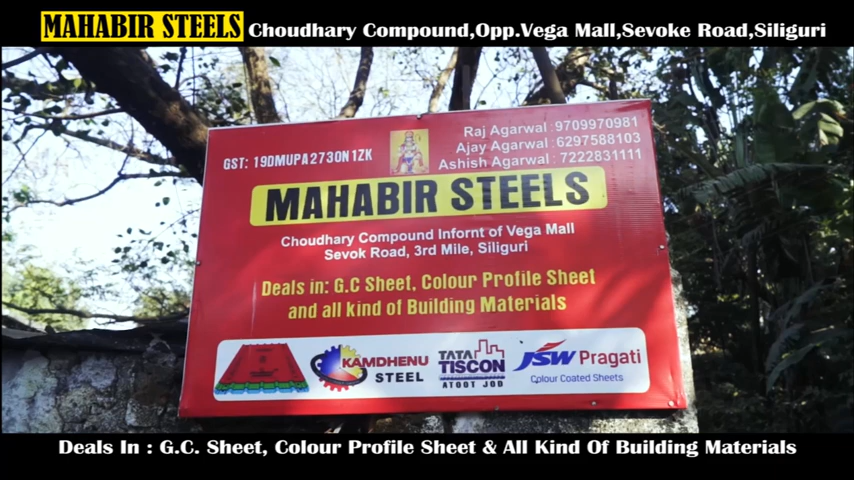 MAHABIR STEELS Choudhary Compound,Opp.Vega Mall,Sevoke Road,Siliguri
GST: 19DMUPA2730N1ZK
Raj Agarwal : 9709970981
Ajay Agarwal : 6297588103
Ashish Agarwal : 7222831111
MAHABIR STEELS
Choudhary Compound Infornt of Vega Mall
Sevok Road, 3rd Mile, Siliguri
Deals in: G.C Sheet, Colour Profile Sheet
and all kind of Building Materials
KAMDHENU
STEEL
TATA
TISCON
ATOOT JOD
JSW Pragati
Colour Coated Sheets
Deals In : G.C. Sheet, Colour Profile Sheet & All Kind Of Building Materials